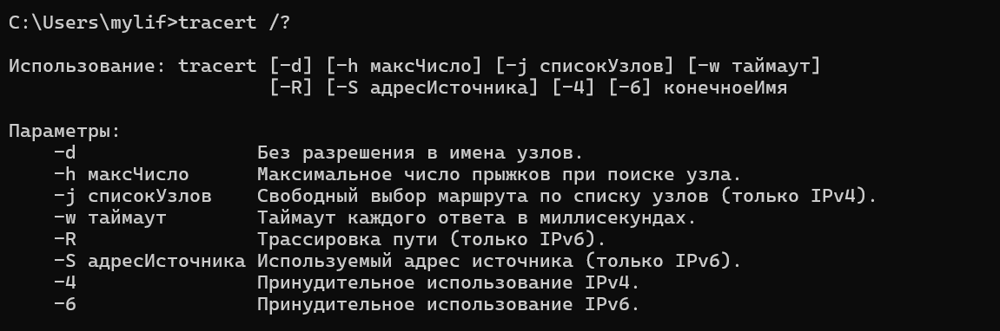 C:\Users\mylif>tracert /?
Использование: tracert [-d] [-h максЧисло] [-j списокУзлов] [-w таймаут]
[-R] [-S адресИсточника] [-4] [-6] конечноеИмя
Параметры:
-d Без разрешения в имена узлов.
-h максЧисло Максимальное число прыжков при поиске узла.
-j списокУзлов Свободный выбор маршрута по списку узлов (только IPv4).
-w таймаут Таймаут каждого ответа в миллисекундах.
-R Трассировка пути (только IPv6).
-S адресИсточника Используемый адрес источника (только IPv6).
-4 Принудительное использование IPv4.
-6 Принудительное использование IPv6.